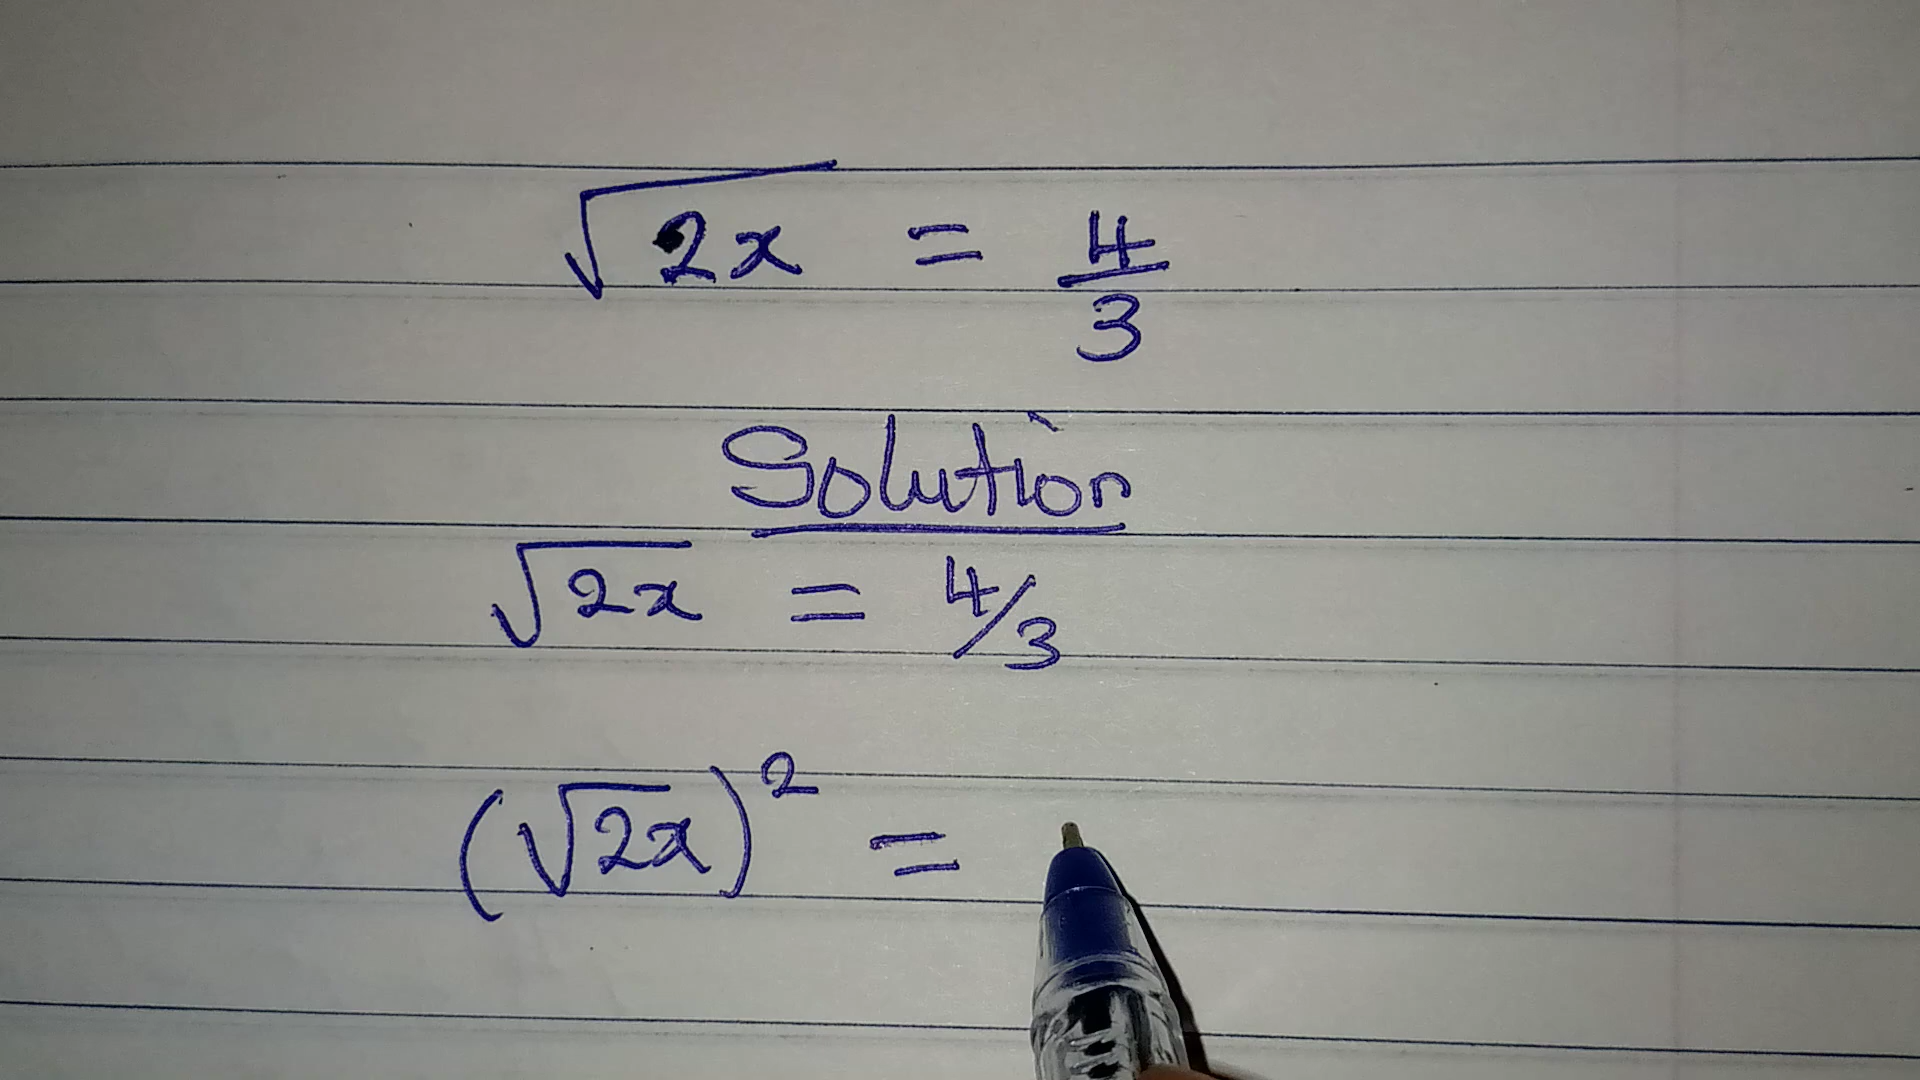 √2x = 4/3
Solution
√2x = 4/3
(√2x)² =